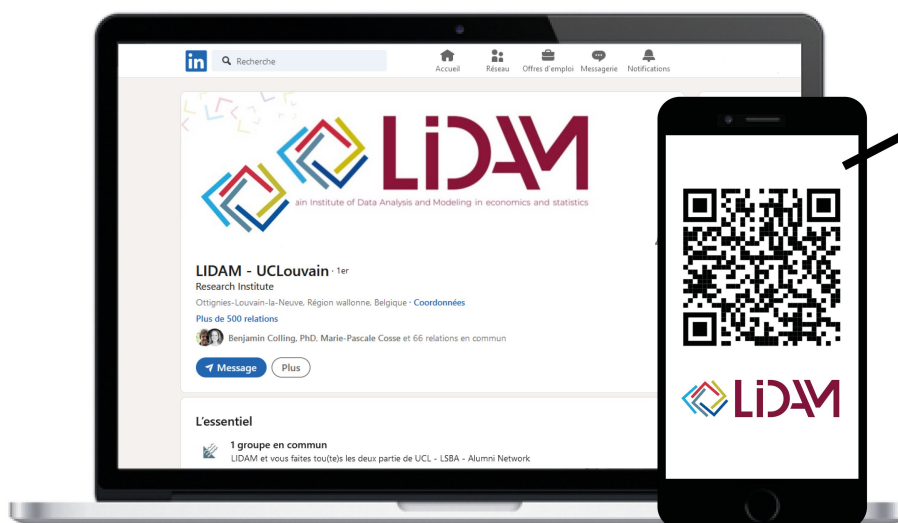 in
Recherche
Accueil
Réseau
Offres d'emploi
Messagerie
Notifications
LiDAM
ain Institute of Data Analysis and Modeling in economics and statistics
LIDAM - UCLouvain · 1er
Research Institute
Ottignies-Louvain-la-Neuve, Région wallonne, Belgique · Coordonnées
Plus de 500 relations
Benjamin Colling, PhD, Marie-Pascale Cosse et 66 relations en commun
Message
Plus
L'essentiel
1 groupe en commun
LIDAM et vous faites tou(te)s les deux partie de UCL - LSBA - Alumni Network
LiDAM